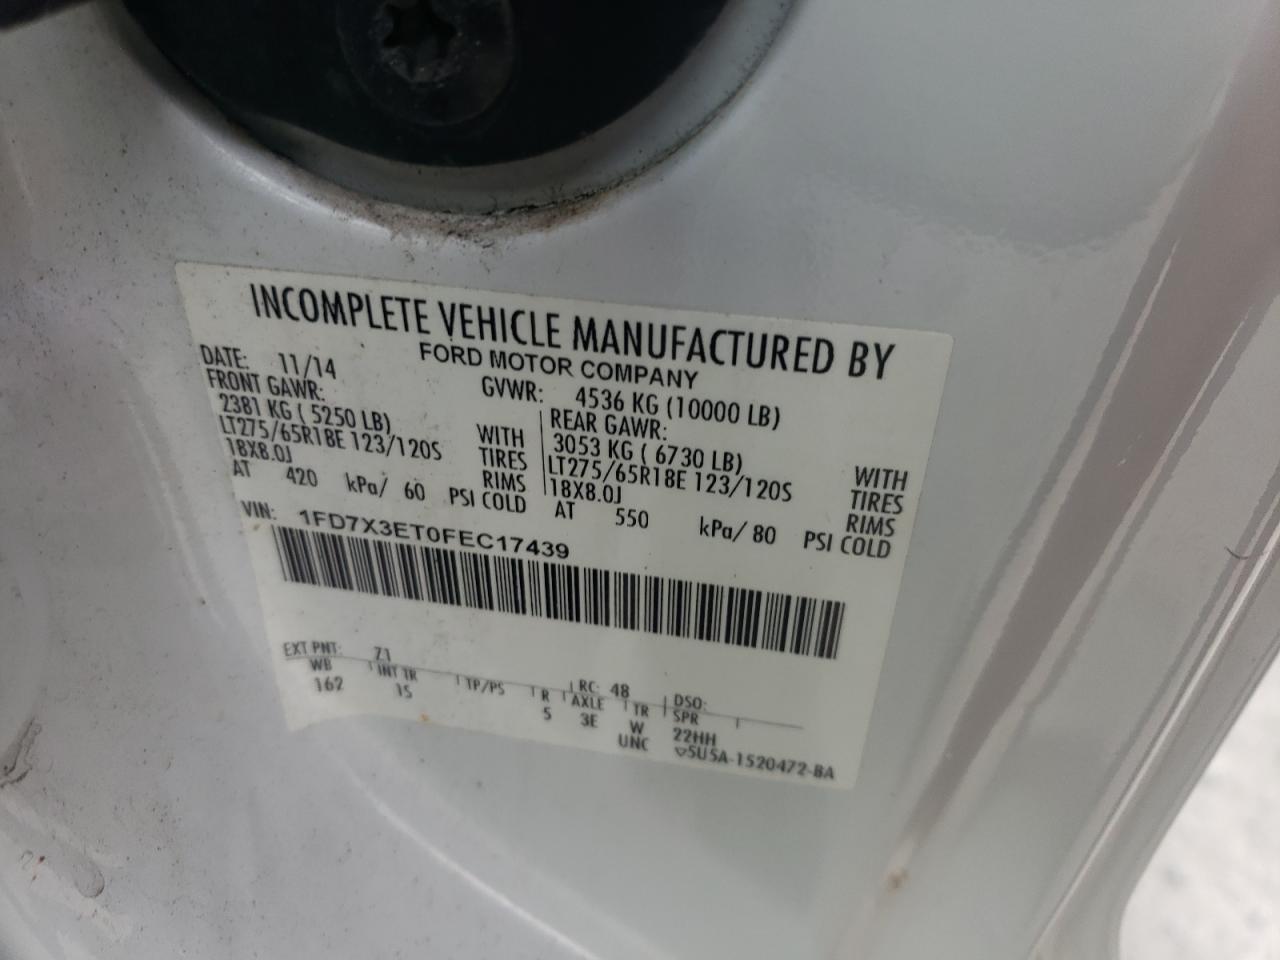 INCOMPLETE VEHICLE MANUFACTURED BY
FORD MOTOR COMPANY
DATE: 11/14
GVWR: 4536 KG (10000 LB)
FRONT GAWR:
2381 KG ( 5250 LB)
WITH
LT275/65R18E 123/120S
TIRES
18X8.0J
RIMS
AT 420 kPa/ 60 PSI COLD
REAR GAWR:
3053 KG ( 6730 LB)
WITH
LT275/65R18E 123/120S
TIRES
18X8.0J
RIMS
AT 550 kPa/ 80 PSI COLD
VIN: 1FD7X3ET0FEC17439
EXT PNT: Z1
RC: 48
DSO:
WB INT TR TP/PS R AXLE TR SPR
162 15 5 3E W 22HH
UNC
▽5U5A-1520472-BA